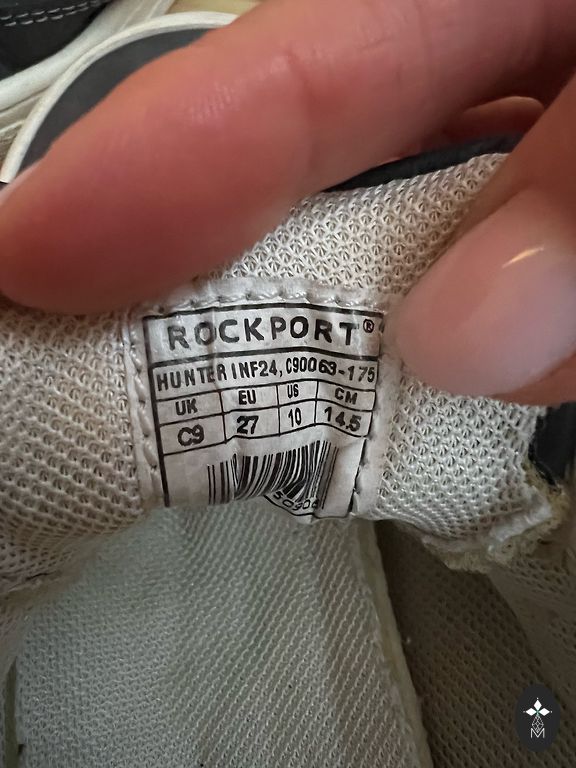 ROCKPORT®
HUNTER INF24, C90063-175
UK EU US CM
C9 27 10 14.5